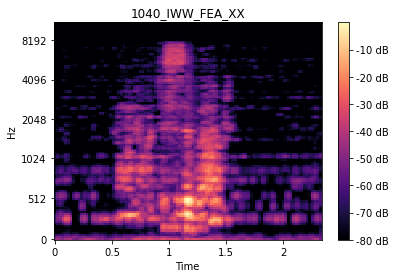 1040_IWW_FEA_XX
8192
4096
2048
1024
512
0
Hz
0
0.5
1
1.5
2
Time
-10 dB
-20 dB
-30 dB
-40 dB
-50 dB
-60 dB
-70 dB
-80 dB